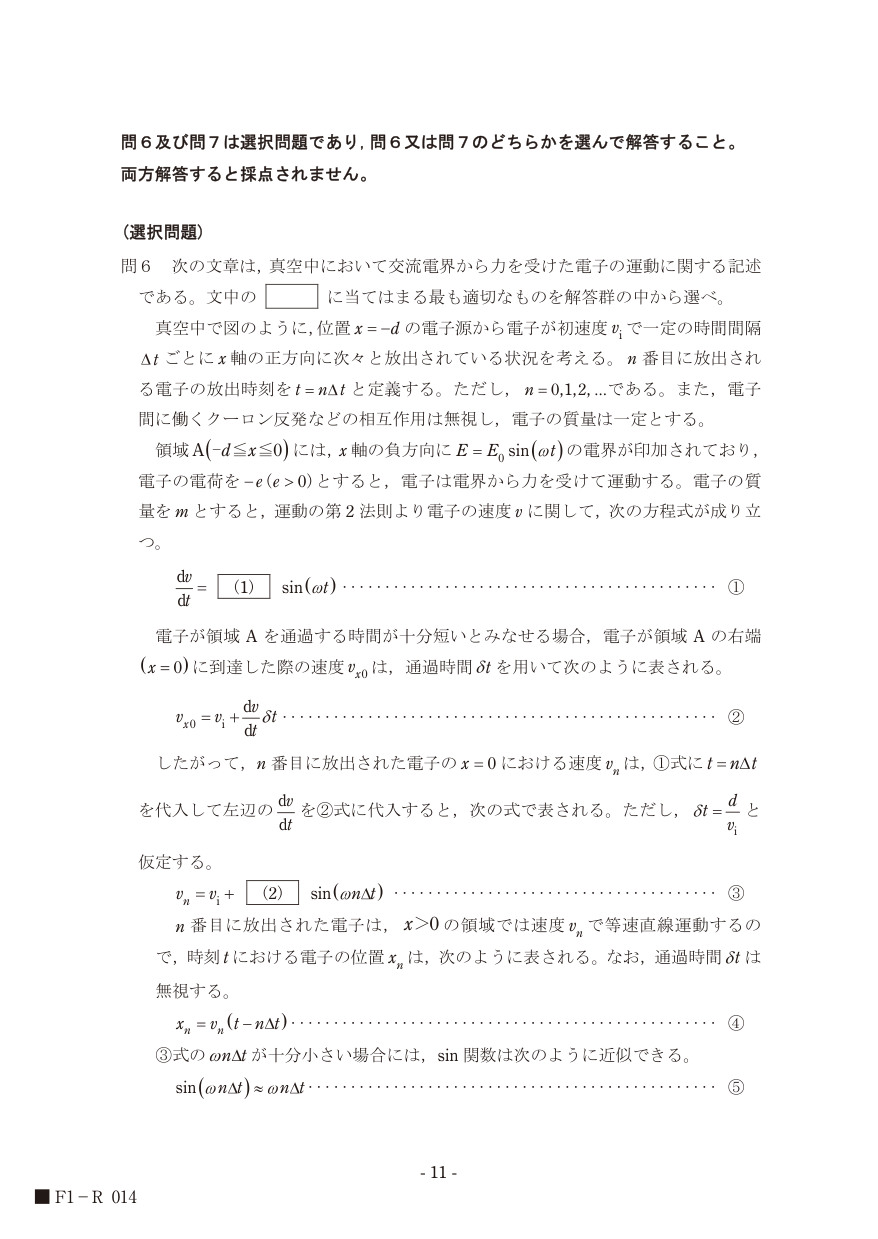 問6及び問7は選択問題であり,問6又は問7のどちらかを選んで解答すること。
両方解答すると採点されません。
(選択問題)
問6 次の文章は,真空中において交流電界から力を受けた電子の運動に関する記述
である。文中の に当てはまる最も適切なものを解答群の中から選べ。
真空中で図のように,位置 x = −d の電子源から電子が初速度 v_i で一定の時間間隔
Δt ごとに x 軸の正方向に次々と放出されている状況を考える。 n 番目に放出され
る電子の放出時刻を t = nΔt と定義する。ただし, n = 0,1,2, ...である。また,電子
間に働くクーロン反発などの相互作用は無視し,電子の質量は一定とする。
領域 A(−d≦x≦0) には, x 軸の負方向に E = E_0 sin(ωt) の電界が印加されており,
電子の電荷を −e (e > 0) とすると,電子は電界から力を受けて運動する。電子の質
量を m とすると,運動の第2法則より電子の速度 v に関して,次の方程式が成り立
つ。
dv/dt = (1) sin(ωt) ・・・・・・・・・・・・・・・・・・・・ ①
電子が領域 A を通過する時間が十分短いとみなせる場合,電子が領域 A の右端
(x = 0) に到達した際の速度 v_x0 は,通過時間 δt を用いて次のように表される。
v_x0 = v_i + dv/dt δt ・・・・・・・・・・・・・・・・・・・・ ②
したがって, n 番目に放出された電子の x = 0 における速度 v_n は,①式に t = nΔt
を代入して左辺の dv/dt を②式に代入すると,次の式で表される。ただし, δt = d/v_i と
仮定する。
v_n = v_i + (2) sin(ωnΔt) ・・・・・・・・・・・・・・・・・・・・ ③
n 番目に放出された電子は, x>0 の領域では速度 v_n で等速直線運動するの
で,時刻 t における電子の位置 x_n は,次のように表される。なお,通過時間 δt は
無視する。
x_n = v_n (t − nΔt) ・・・・・・・・・・・・・・・・・・・・ ④
③式の ωnΔt が十分小さい場合には,sin 関数は次のように近似できる。
sin(ωnΔt) ≈ ωnΔt ・・・・・・・・・・・・・・・・・・・・ ⑤
- 11 -
■ F1−R 014